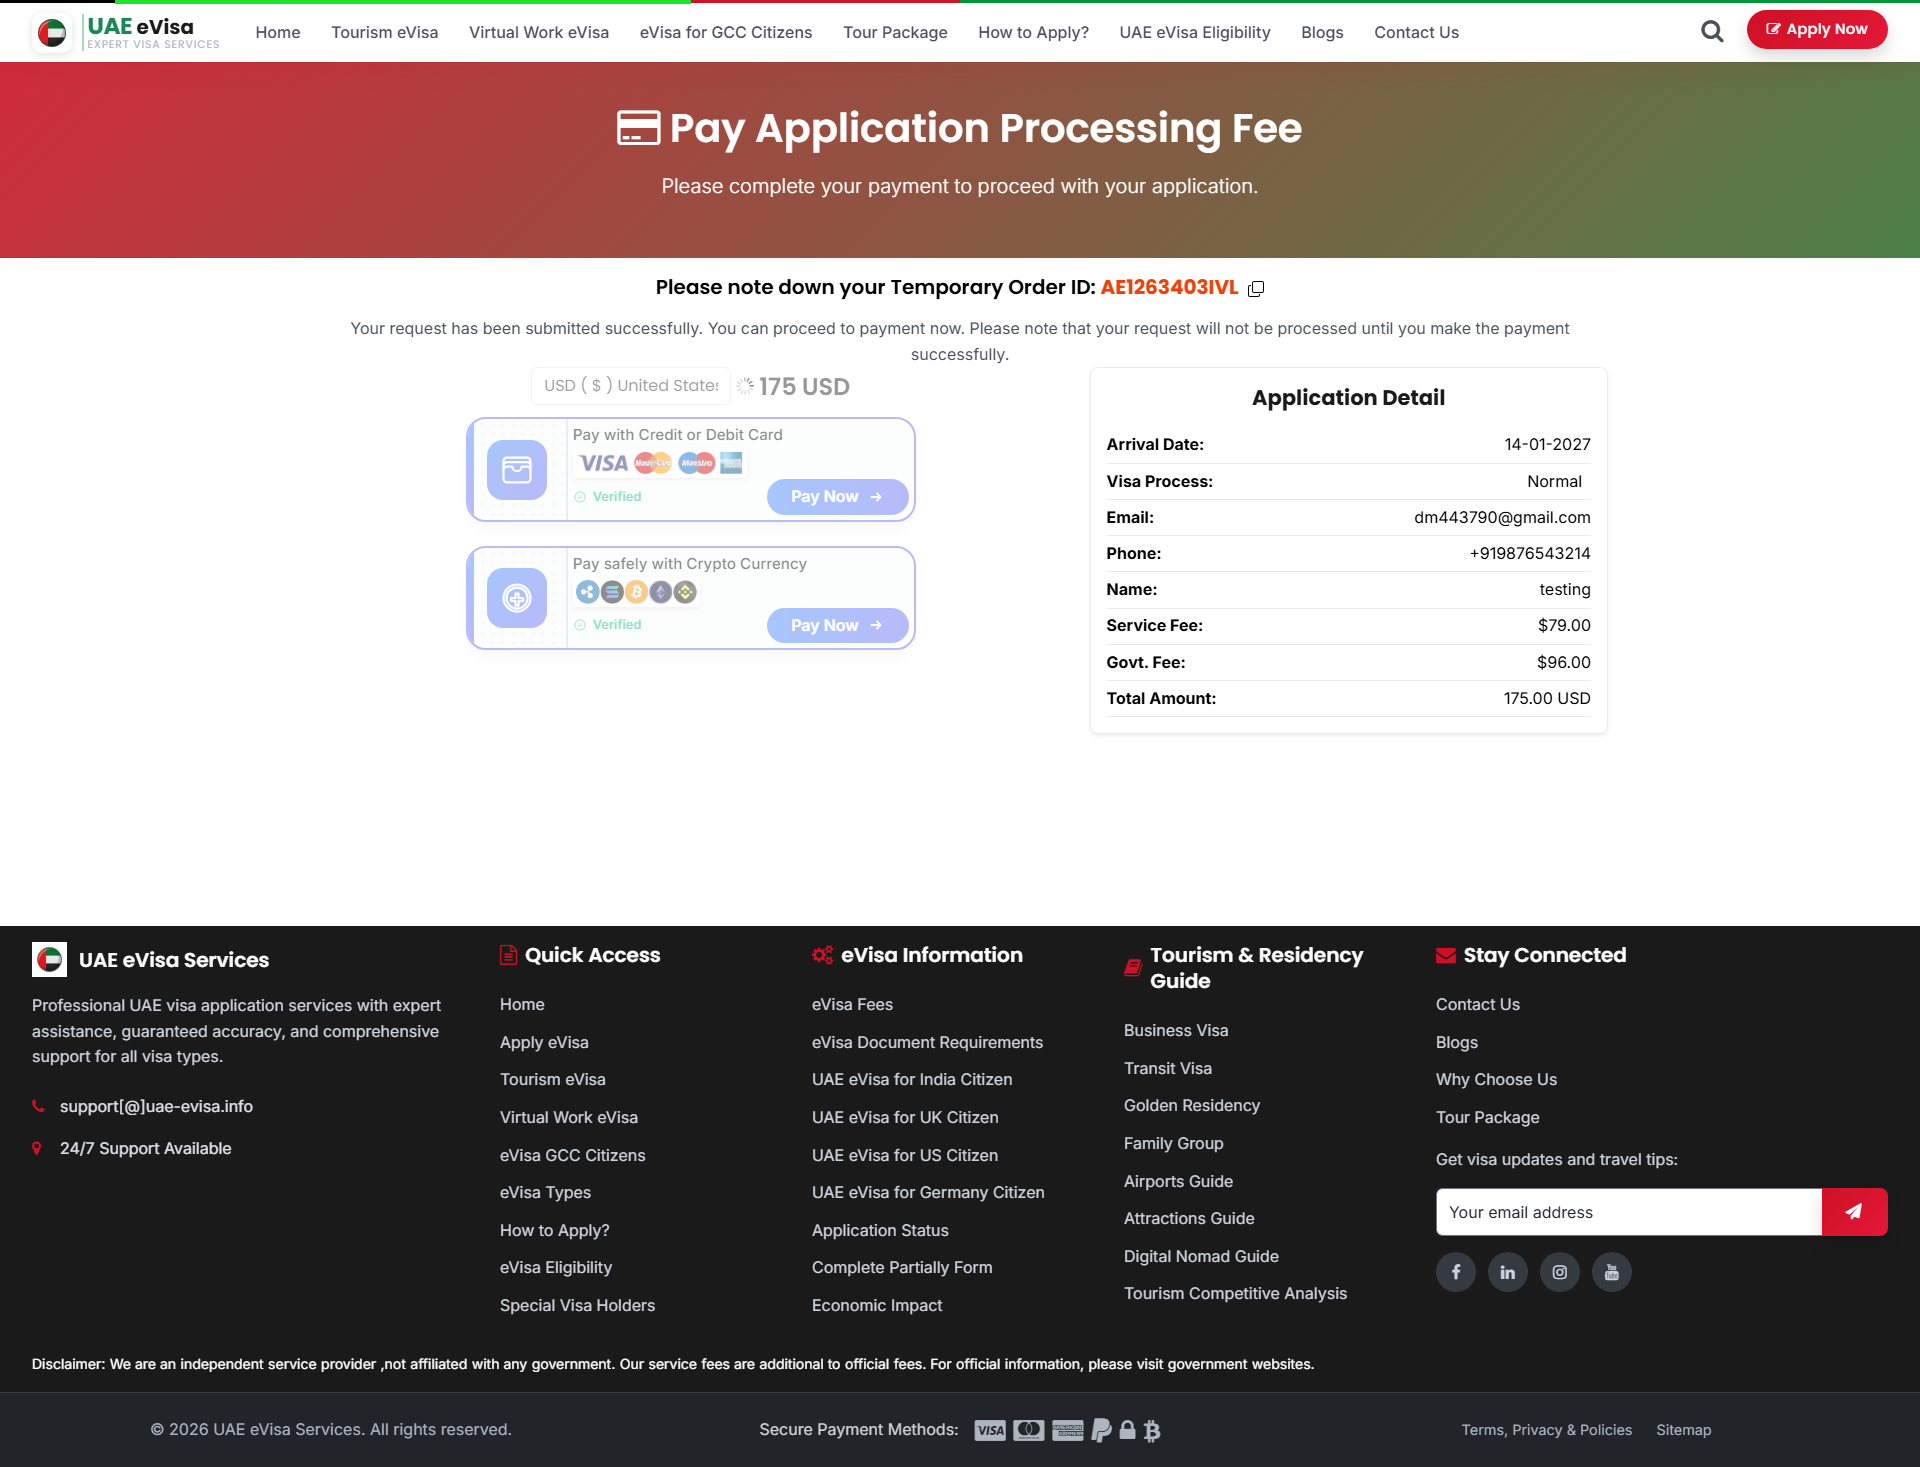 UAE eVisa
EXPERT VISA SERVICES
Home
Tourism eVisa
Virtual Work eVisa
eVisa for GCC Citizens
Tour Package
How to Apply?
UAE eVisa Eligibility
Blogs
Contact Us
Apply Now
Pay Application Processing Fee
Please complete your payment to proceed with your application.
Please note down your Temporary Order ID: AE1263403IVL
Your request has been submitted successfully. You can proceed to payment now. Please note that your request will not be processed until you make the payment
successfully.
USD ( $ ) United States
175 USD
Pay with Credit or Debit Card
VISA MasterCard Maestro
Verified
Pay Now →
Pay safely with Crypto Currency
Verified
Pay Now →
Application Detail
Arrival Date: 14-01-2027
Visa Process: Normal
Email: dm443790@gmail.com
Phone: +919876543214
Name: testing
Service Fee: $79.00
Govt. Fee: $96.00
Total Amount: 175.00 USD
UAE eVisa Services
Professional UAE visa application services with expert
assistance, guaranteed accuracy, and comprehensive
support for all visa types.
support[@]uae-evisa.info
24/7 Support Available
Quick Access
Home
Apply eVisa
Tourism eVisa
Virtual Work eVisa
eVisa GCC Citizens
eVisa Types
How to Apply?
eVisa Eligibility
Special Visa Holders
eVisa Information
eVisa Fees
eVisa Document Requirements
UAE eVisa for India Citizen
UAE eVisa for UK Citizen
UAE eVisa for US Citizen
UAE eVisa for Germany Citizen
Application Status
Complete Partially Form
Economic Impact
Tourism & Residency
Guide
Business Visa
Transit Visa
Golden Residency
Family Group
Airports Guide
Attractions Guide
Digital Nomad Guide
Tourism Competitive Analysis
Stay Connected
Contact Us
Blogs
Why Choose Us
Tour Package
Get visa updates and travel tips:
Your email address
Disclaimer: We are an independent service provider ,not affiliated with any government. Our service fees are additional to official fees. For official information, please visit government websites.
© 2026 UAE eVisa Services. All rights reserved.
Secure Payment Methods: VISA
Terms, Privacy & Policies
Sitemap